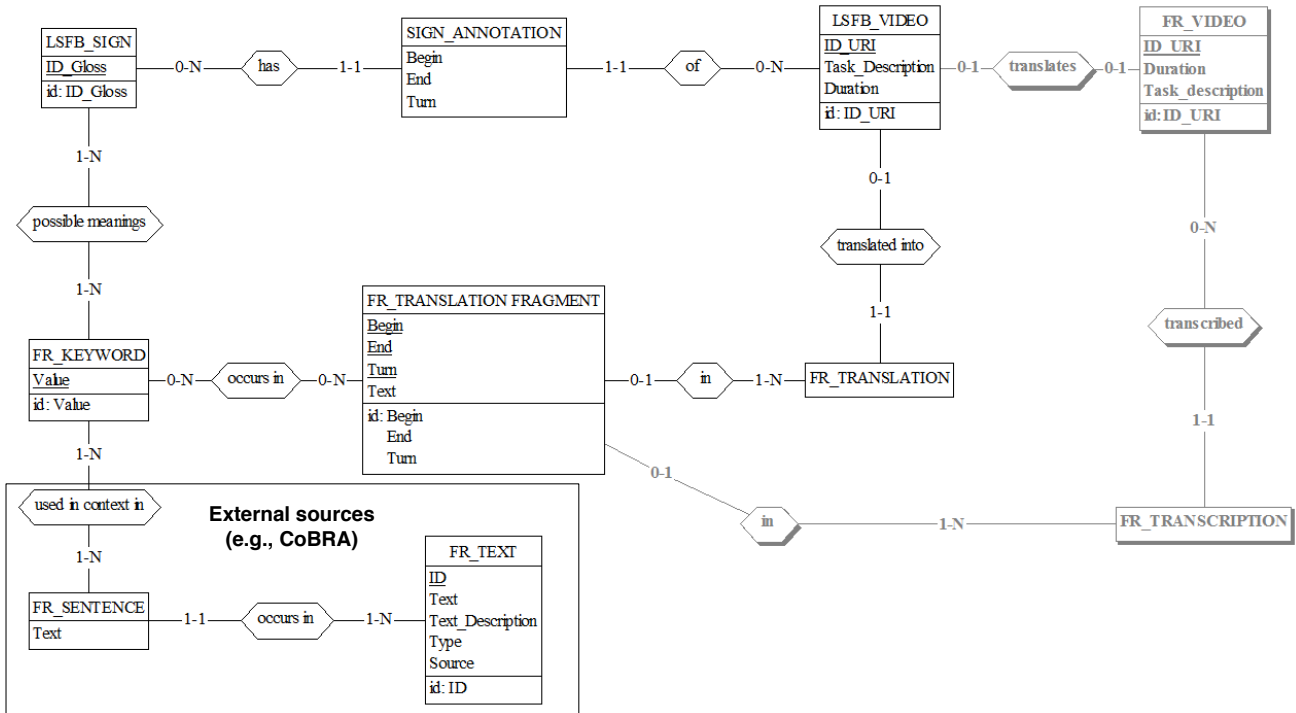 LSFB_SIGN
ID_Gloss
id: ID_Gloss
0-N
has
1-1
SIGN_ANNOTATION
Begin
End
Turn
1-1
of
0-N
LSFB_VIDEO
ID_URI
Task_Description
Duration
id: ID_URI
0-1
translates
0-1
FR_VIDEO
ID_URI
Duration
Task_description
id: ID_URI
1-N
possible meanings
1-N
0-1
translated into
1-1
0-N
transcribed
1-1
FR_KEYWORD
Value
id: Value
0-N
occurs in
0-N
FR_TRANSLATION FRAGMENT
Begin
End
Turn
Text
id: Begin
End
Turn
0-1
in
1-N
FR_TRANSLATION
0-1
in
1-N
FR_TRANSCRIPTION
1-N
used in context in
1-N
External sources
(e.g., CoBRA)
FR_SENTENCE
Text
1-1
occurs in
1-N
FR_TEXT
ID
Text
Text_Description
Type
Source
id: ID